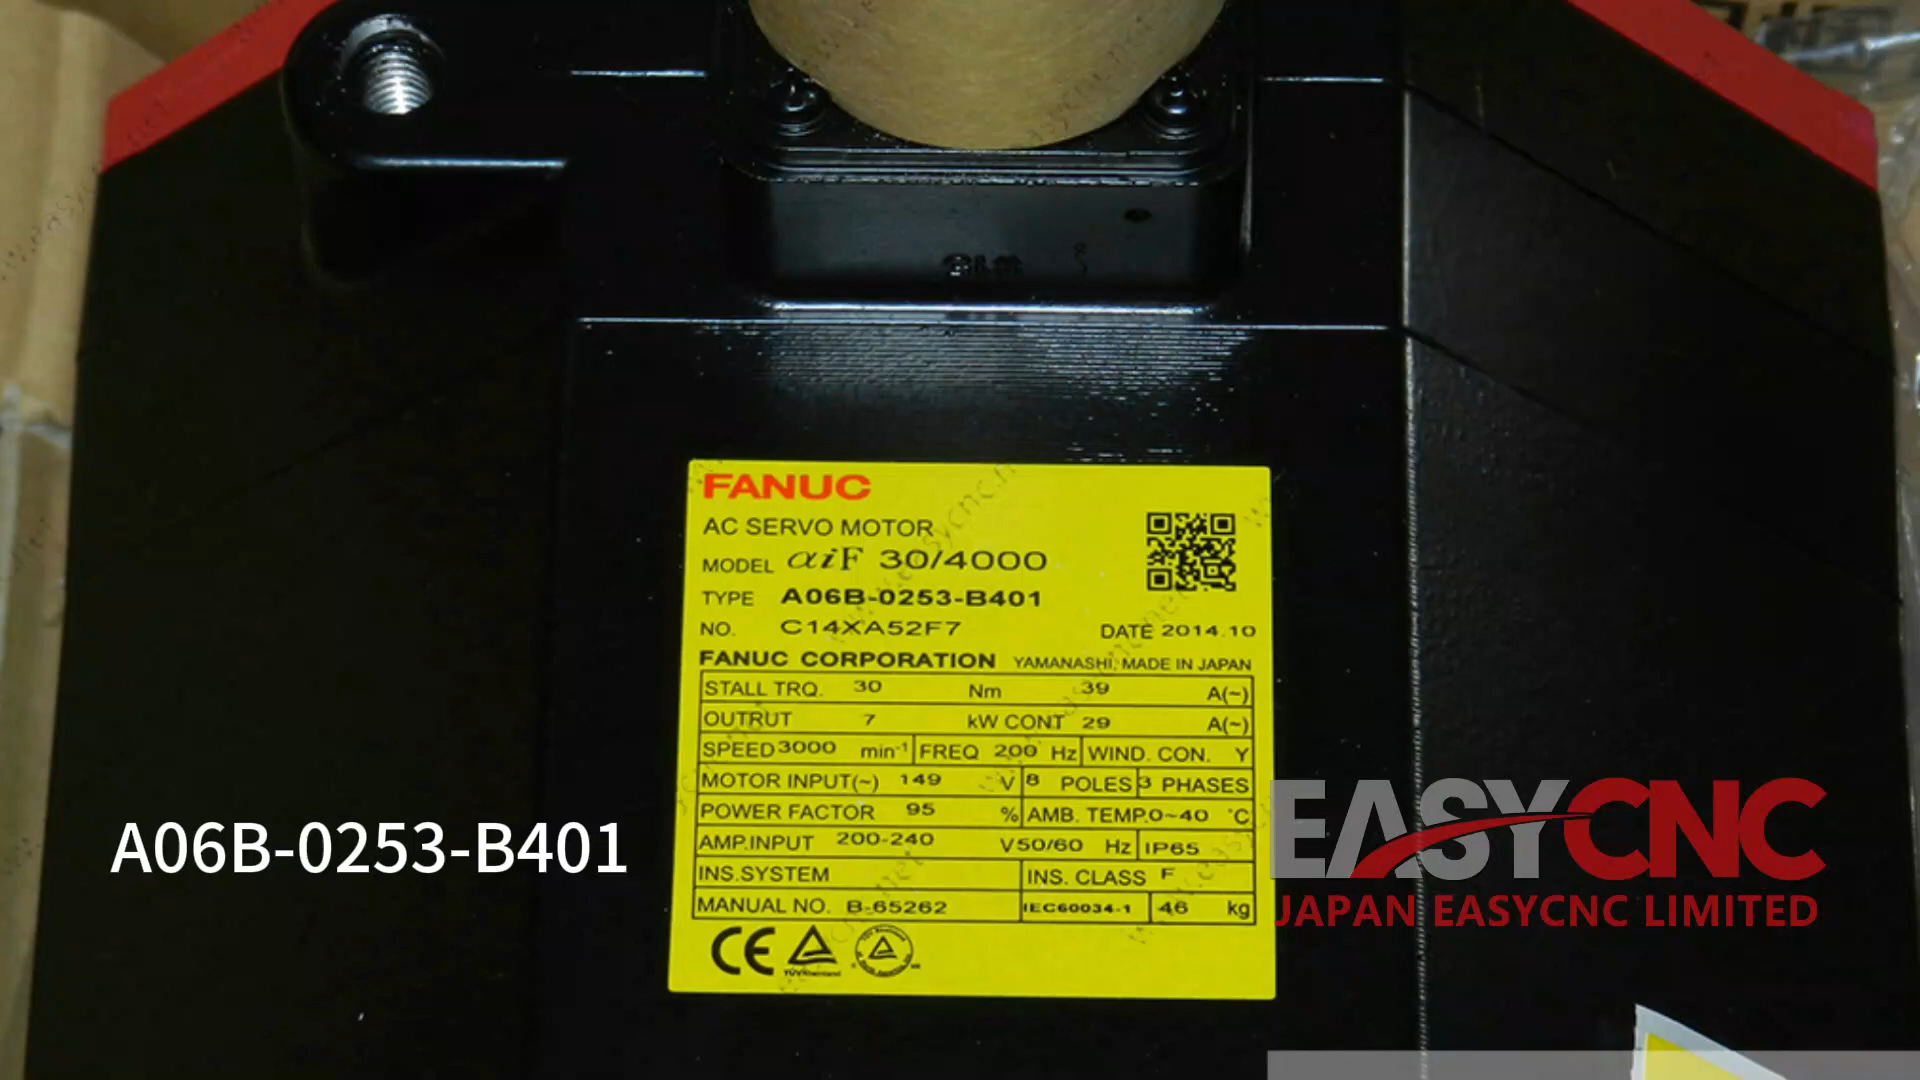 FANUC
AC SERVO MOTOR
MODEL αiF 30/4000
TYPE A06B-0253-B401
NO. C14XA52F7 DATE 2014.10
FANUC CORPORATION YAMANASHI, MADE IN JAPAN
STALL TRQ. 30 Nm 39 A(~)
OUTRUT 7 kW CONT 29 A(~)
SPEED 3000 min-1 FREQ 200 Hz WIND. CON. Y
MOTOR INPUT(~) 149 V 8 POLES 3 PHASES
POWER FACTOR 95 % AMB. TEMP. 0~40 °C
AMP.INPUT 200-240 V 50/60 Hz IP65
INS.SYSTEM INS. CLASS F
MANUAL NO. B-65262 IEC60034-1 46 kg
CE TÜVRheinland
A06B-0253-B401
EASYCNC
JAPAN EASYCNC LIMITED